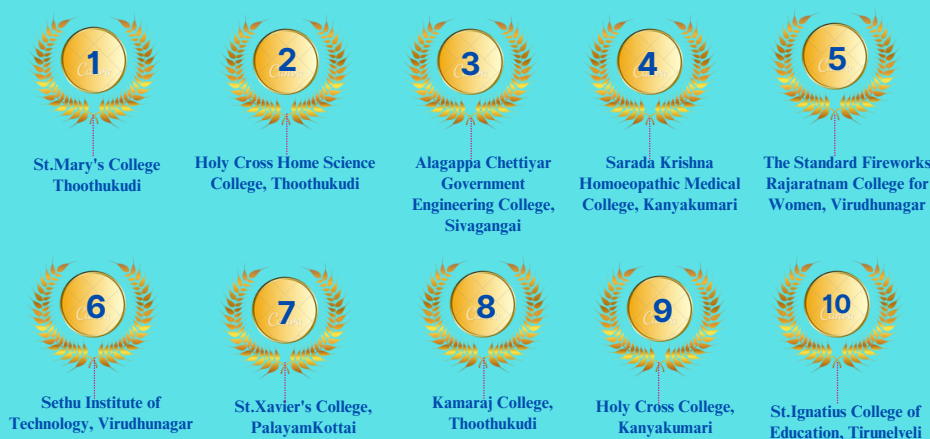 1
2
3
4
5
St.Mary's College
Thoothukudi
Holy Cross Home Science
College, Thoothukudi
Alagappa Chettiyar
Government
Engineering College,
Sivagangai
Sarada Krishna
Homoeopathic Medical
College, Kanyakumari
The Standard Fireworks
Rajaratnam College for
Women, Virudhunagar
6
7
8
9
10
Sethu Institute of
Technology, Virudhunagar
St.Xavier's College,
PalayamKottai
Kamaraj College,
Thoothukudi
Holy Cross College,
Kanyakumari
St.Ignatius College of
Education, Tirunelveli